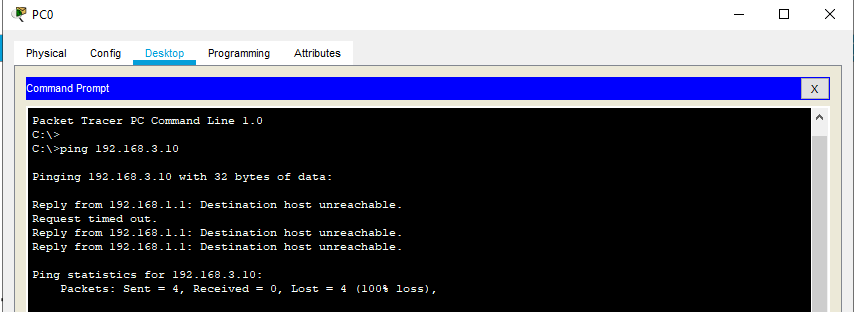 PC0
Physical Config Desktop Programming Attributes
Command Prompt X
Packet Tracer PC Command Line 1.0
C:\>
C:\>ping 192.168.3.10
Pinging 192.168.3.10 with 32 bytes of data:
Reply from 192.168.1.1: Destination host unreachable.
Request timed out.
Reply from 192.168.1.1: Destination host unreachable.
Reply from 192.168.1.1: Destination host unreachable.
Ping statistics for 192.168.3.10:
Packets: Sent = 4, Received = 0, Lost = 4 (100% loss),